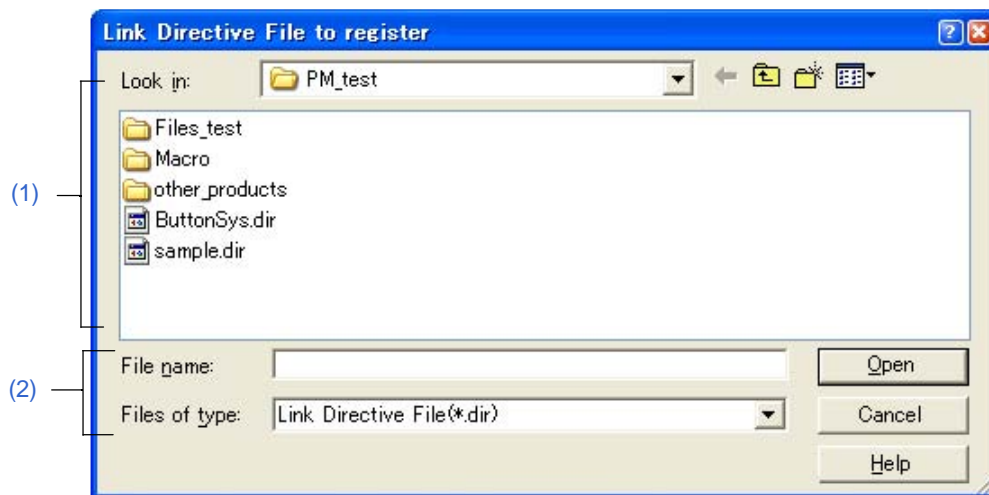 Link Directive File to register
Look in: PM_test
Files_test
Macro
other_products
(1)
ButtonSys.dir
sample.dir
File name: Open
(2)
Files of type: Link Directive File(*.dir) Cancel
Help